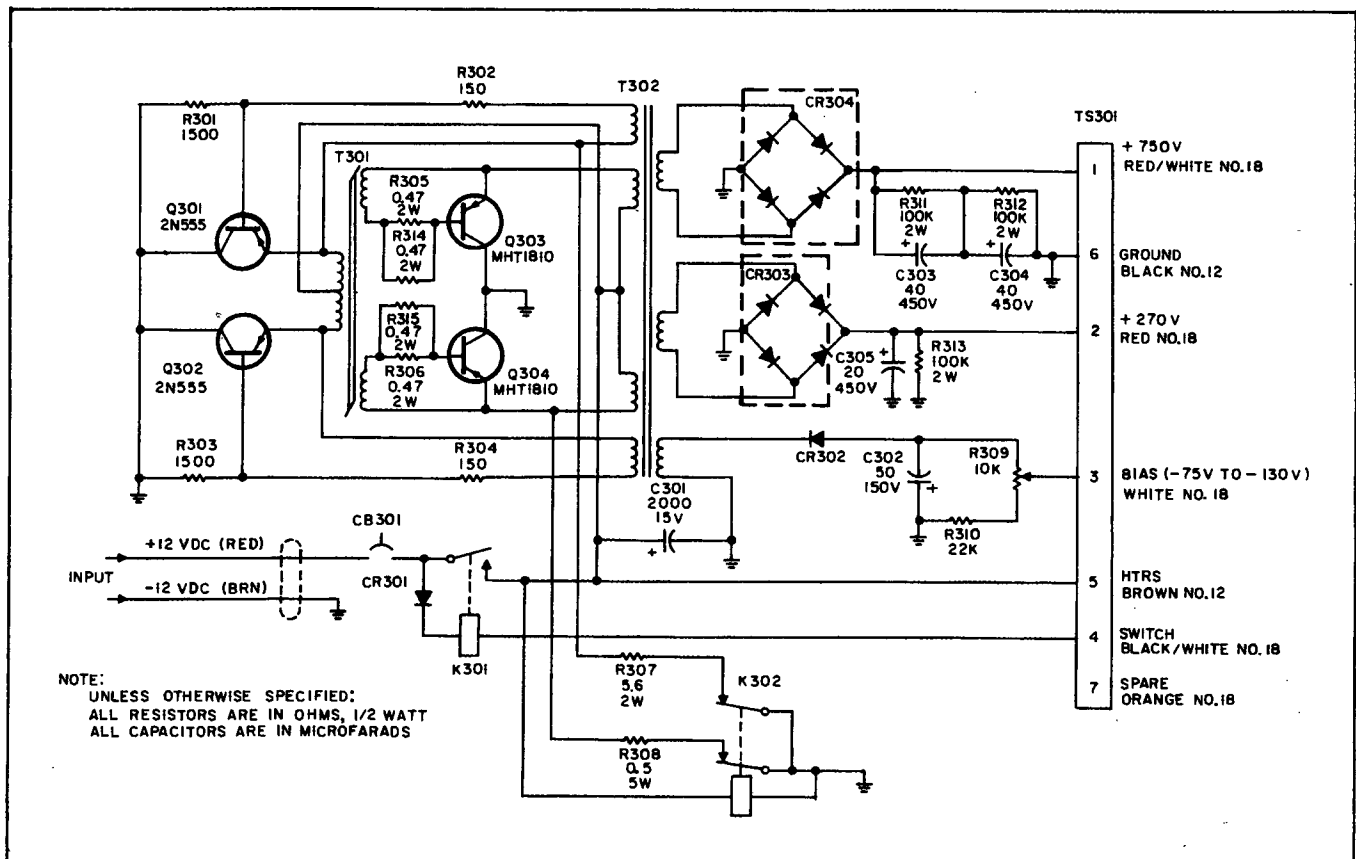 R302
150
T302
R301
1500
CR304
TS301
1
+ 750V
RED/WHITE NO.18
T301
R305
0.47
2W
R314
0.47
2W
Q301
2N555
Q303
MHT1810
R311
100K
2W
R312
100K
2W
+
C303
40
450V
+
C304
40
450V
6
GROUND
BLACK NO.12
CR303
R315
0.47
2W
R306
0.47
2W
Q302
2N555
Q304
MHT1810
2
+ 270V
RED NO.18
+
C305
20
450V
R313
100K
2W
R303
1500
R304
150
CR302
C302
50
150V
+
R309
10K
3
BIAS (-75V TO -130V)
WHITE NO. 18
R310
22K
C301
2000
15V
+
CB301
+12 VDC (RED)
INPUT
-12 VDC (BRN)
CR301
5
HTRS
BROWN NO.12
K301
4
SWITCH
BLACK/WHITE NO.18
R307
5.6
2W
K302
7
SPARE
ORANGE NO.18
R308
0.5
5W
NOTE:
UNLESS OTHERWISE SPECIFIED:
ALL RESISTORS ARE IN OHMS, 1/2 WATT
ALL CAPACITORS ARE IN MICROFARADS